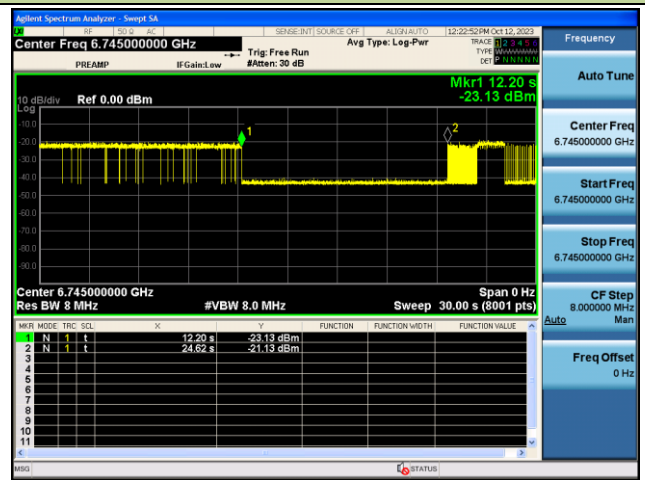 Agilent Spectrum Analyzer - Swept SA
RF 50 Ω AC SENSE:INT SOURCE OFF ALIGN AUTO 12:22:52 PM Oct 12, 2023
Center Freq 6.745000000 GHz Avg Type: Log-Pwr TRACE 1 2 3 4 5 6
Trig: Free Run TYPE
PREAMP IFGain:Low #Atten: 30 dB DET P N N N N N
Mkr1 12.20 s
10 dB/div Ref 0.00 dBm -23.13 dBm
Log
-10.0
-20.0
-30.0
-40.0
-50.0
-60.0
-70.0
-80.0
-90.0
1
2
Center 6.745000000 GHz Span 0 Hz
Res BW 8 MHz #VBW 8.0 MHz Sweep 30.00 s (8001 pts)
MKR MODE TRC SCL X Y FUNCTION FUNCTION WIDTH FUNCTION VALUE
1 N 1 t 12.20 s -23.13 dBm
2 N 1 t 24.62 s -21.13 dBm
3
4
5
6
7
8
9
10
11
MSG STATUS
Frequency
Auto Tune
Center Freq
6.745000000 GHz
Start Freq
6.745000000 GHz
Stop Freq
6.745000000 GHz
CF Step
8.000000 MHz
Auto Man
Freq Offset
0 Hz